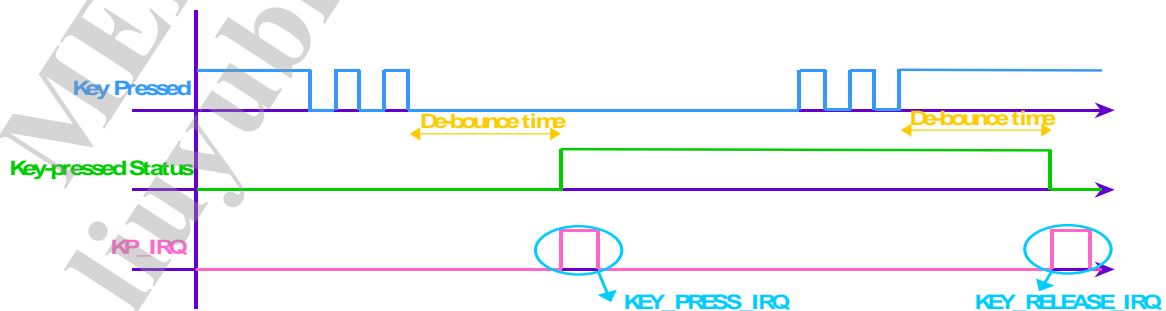 Key Pressed
De-bounce time
De-bounce time
Key-pressed Status
KP_IRQ
KEY_PRESS_IRQ
KEY_RELEASE_IRQ